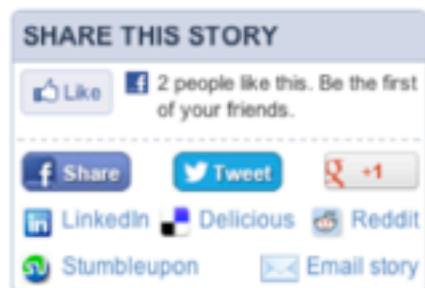 SHARE THIS STORY
Like
2 people like this. Be the first
of your friends.
Share Tweet +1
LinkedIn Delicious Reddit
Stumbleupon Email story